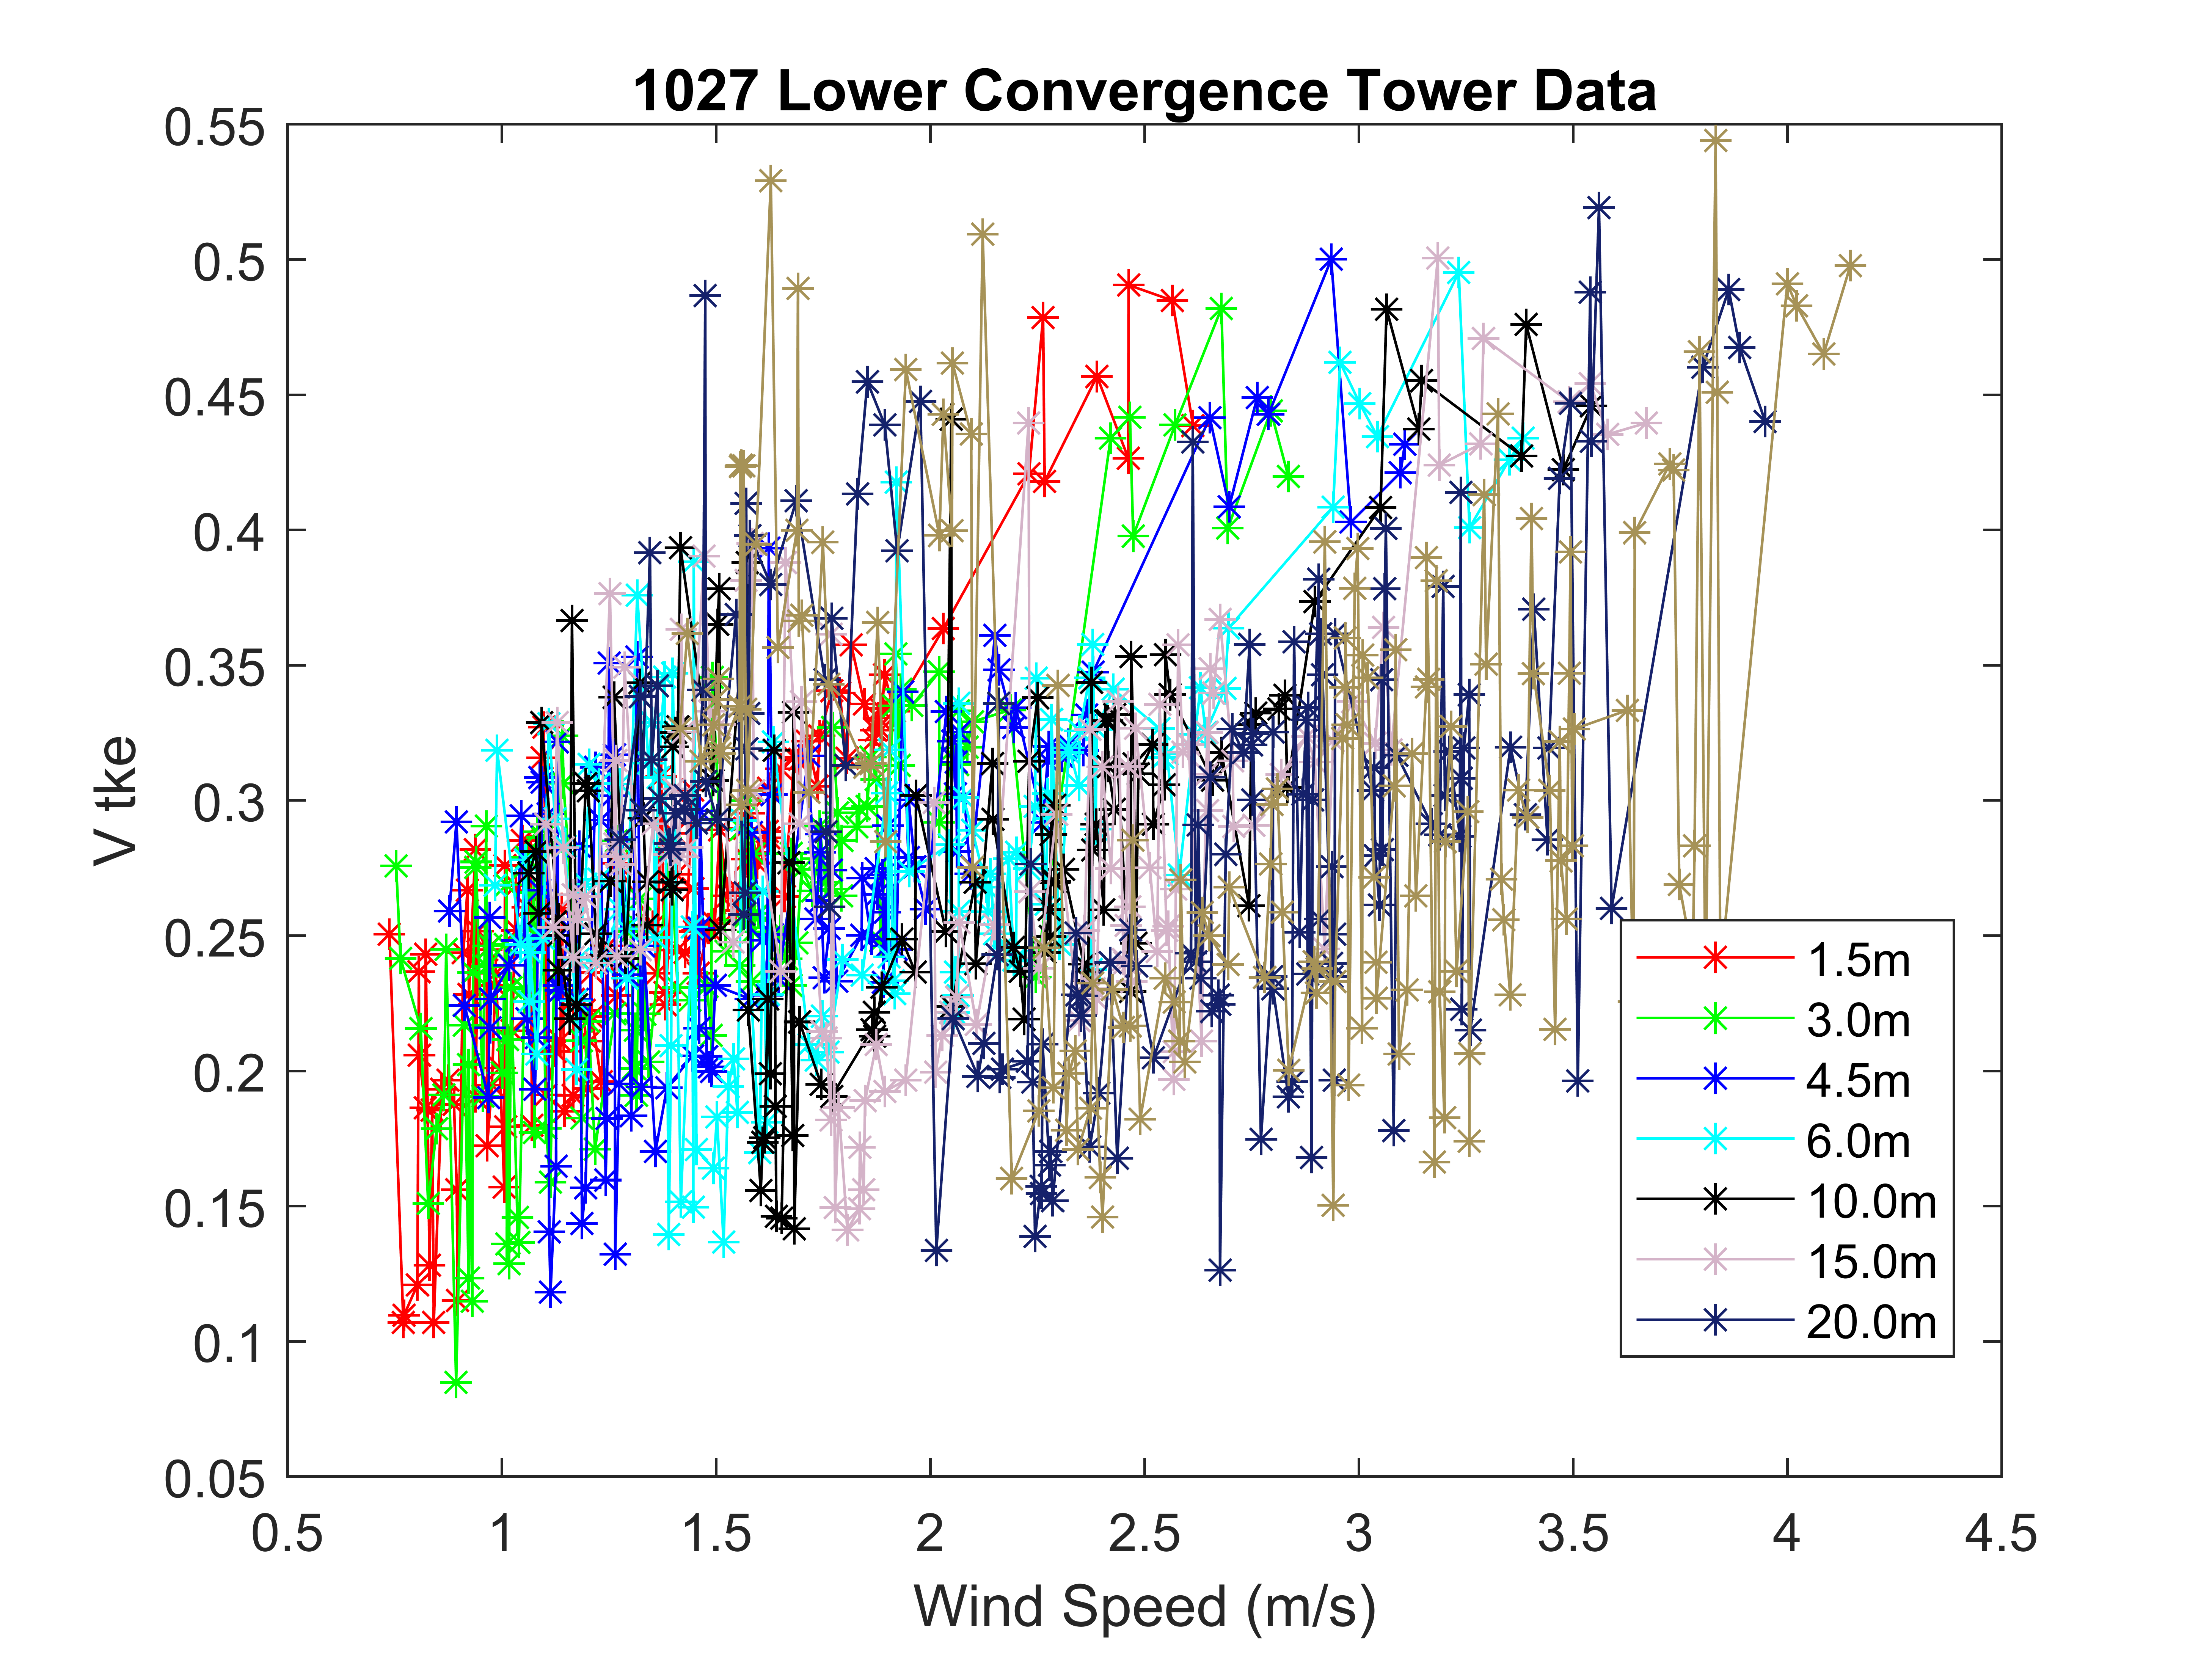 1027 Lower Convergence Tower Data
0.55
0.5
0.45
0.4
0.35
0.3
0.25
0.2
0.15
0.1
0.05
V tke
1.5m
3.0m
4.5m
6.0m
10.0m
15.0m
20.0m
0.5 1 1.5 2 2.5 3 3.5 4 4.5
Wind Speed (m/s)